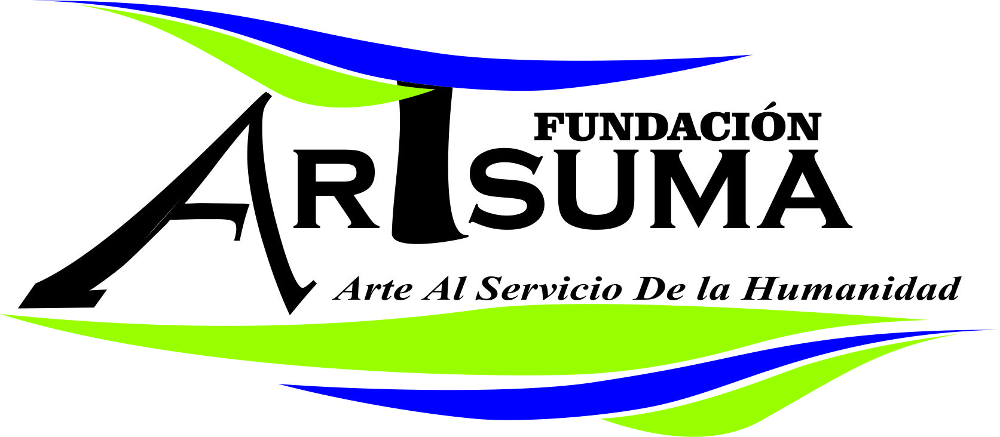 FUNDACIÓN
ARTSUMA
Arte Al Servicio De la Humanidad